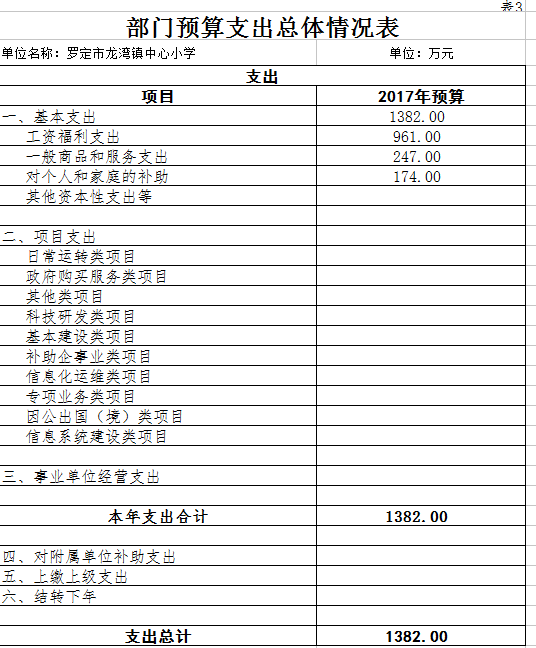 表3
部门预算支出总体情况表
单位名称：罗定市龙湾镇中心小学 单位：万元
支出
项目 2017年预算
一、基本支出 1382.00
工资福利支出 961.00
一般商品和服务支出 247.00
对个人和家庭的补助 174.00
其他资本性支出等
二、项目支出
日常运转类项目
政府购买服务类项目
其他类项目
科技研发类项目
基本建设类项目
补助企事业类项目
信息化运维类项目
专项业务类项目
因公出国（境）类项目
信息系统建设类项目
三、事业单位经营支出
本年支出合计 1382.00
四、对附属单位补助支出
五、上缴上级支出
六、结转下年
支出总计 1382.00